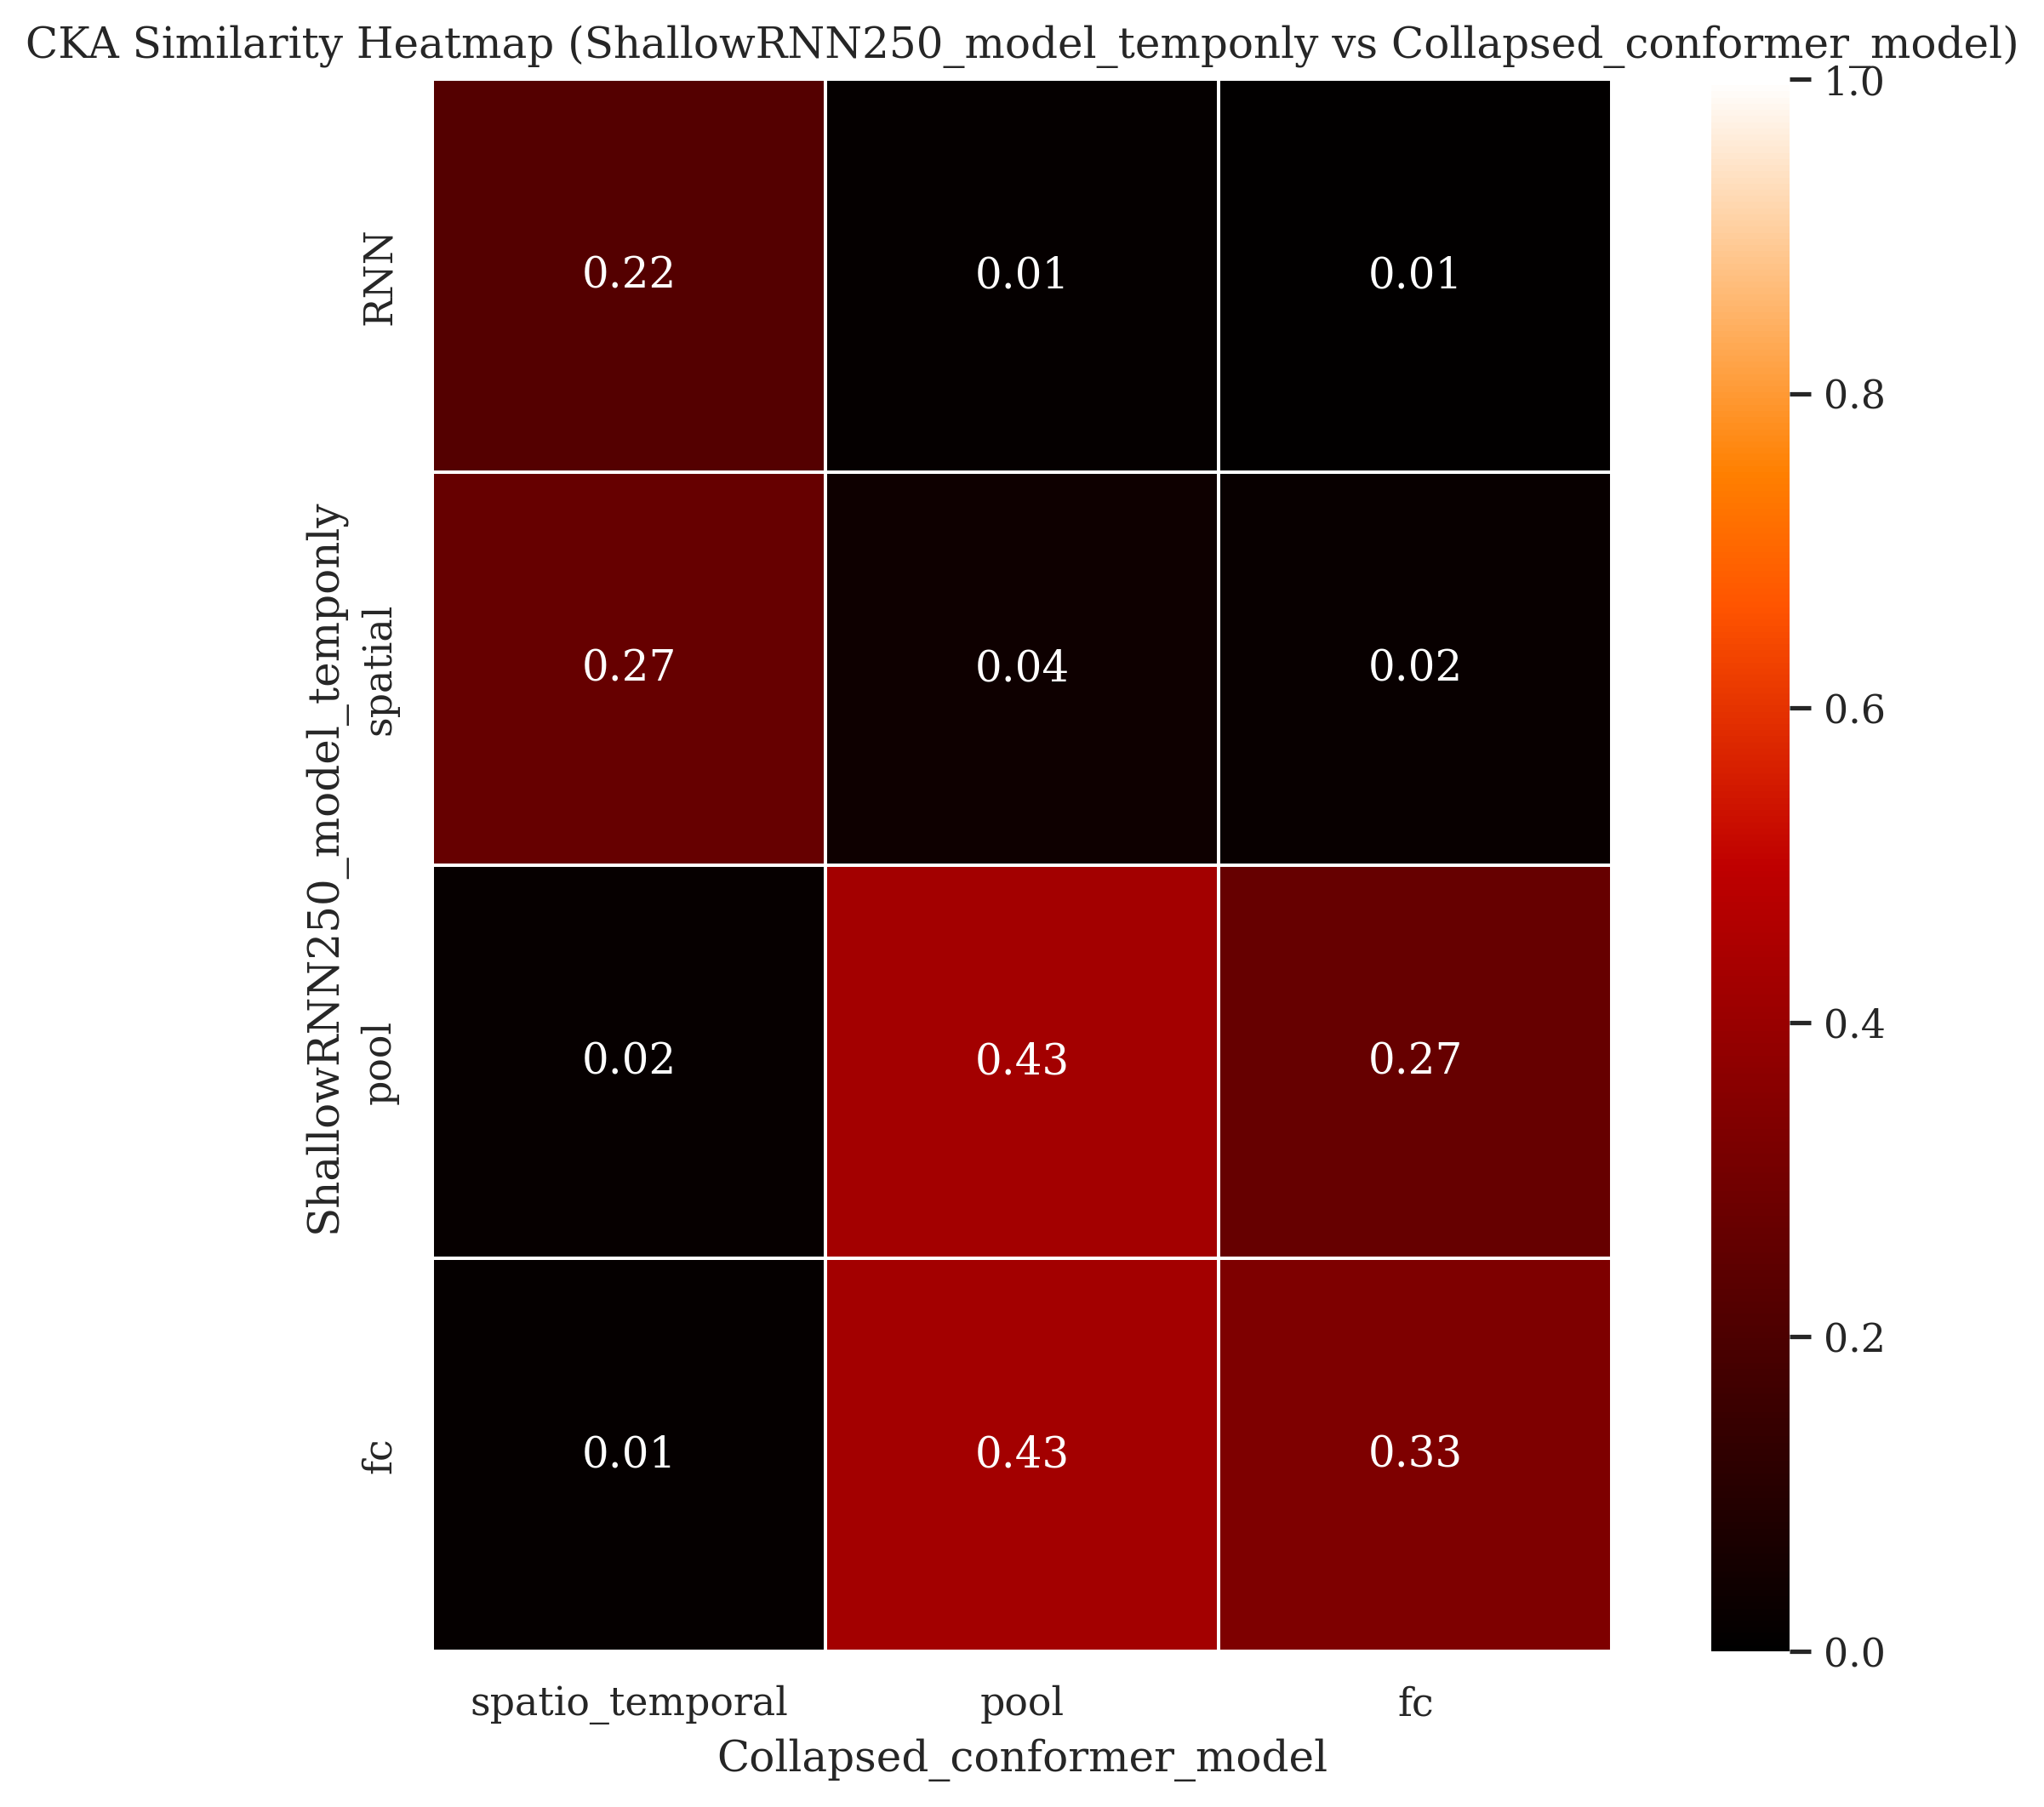 CKA Similarity Heatmap (ShallowRNN250_model_temponly vs Collapsed_conformer_model)
ShallowRNN250_model_temponly
RNN
0.22 0.01 0.01
spatial
0.27 0.04 0.02
pool
0.02 0.43 0.27
fc
0.01 0.43 0.33
spatio_temporal pool fc
Collapsed_conformer_model
1.0
0.8
0.6
0.4
0.2
0.0